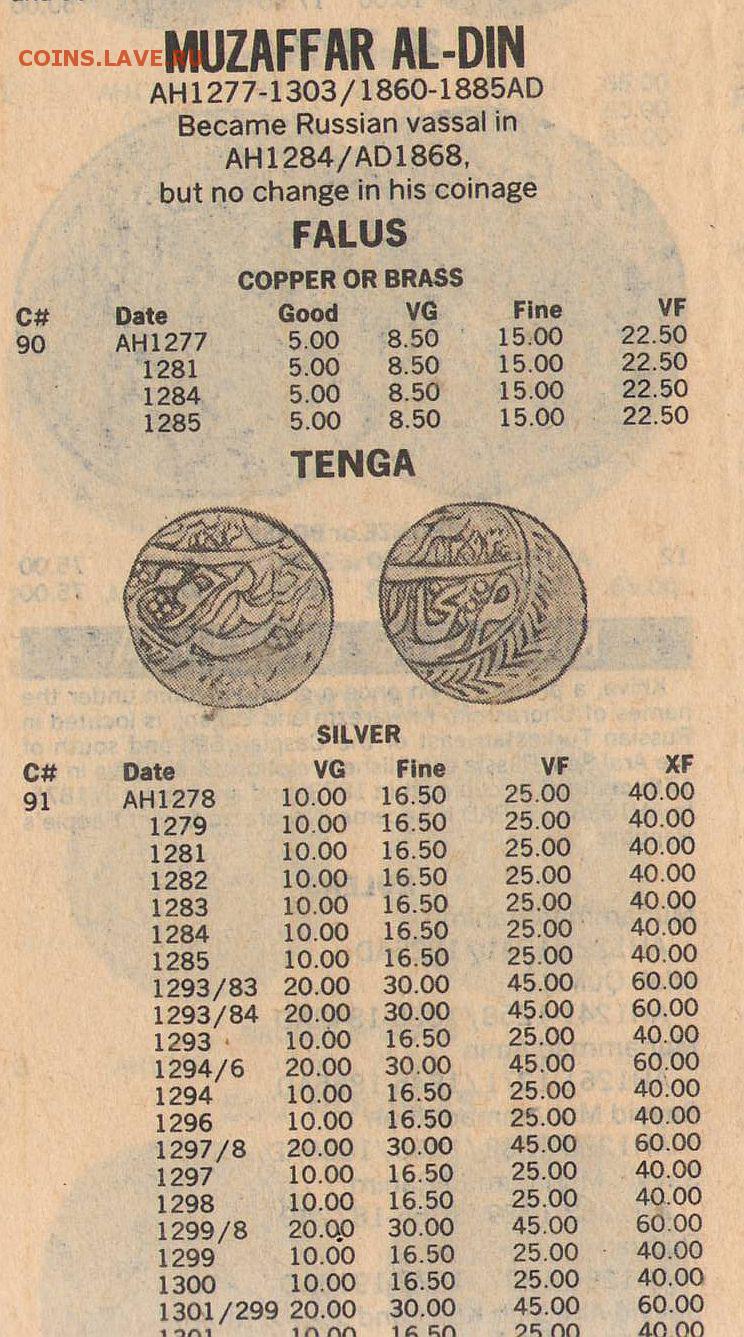 MUZAFFAR AL-DIN
COINS.LAVE.RU
AH1277-1303/1860-1885AD
Became Russian vassal in
AH1284/AD1868,
but no change in his coinage
FALUS
COPPER OR BRASS
C# Date Good VG Fine VF
90 AH1277 5.00 8.50 15.00 22.50
1281 5.00 8.50 15.00 22.50
1284 5.00 8.50 15.00 22.50
1285 5.00 8.50 15.00 22.50
TENGA
SILVER
C# Date VG Fine VF XF
91 AH1278 10.00 16.50 25.00 40.00
1279 10.00 16.50 25.00 40.00
1281 10.00 16.50 25.00 40.00
1282 10.00 16.50 25.00 40.00
1283 10.00 16.50 25.00 40.00
1284 10.00 16.50 25.00 40.00
1285 10.00 16.50 25.00 40.00
1293/83 20.00 30.00 45.00 60.00
1293/84 20.00 30.00 45.00 60.00
1293 10.00 16.50 25.00 40.00
1294/6 20.00 30.00 45.00 60.00
1294 10.00 16.50 25.00 40.00
1296 10.00 16.50 25.00 40.00
1297/8 20.00 30.00 45.00 60.00
1297 10.00 16.50 25.00 40.00
1298 10.00 16.50 25.00 40.00
1299/8 20.00 30.00 45.00 60.00
1299 10.00 16.50 25.00 40.00
1300 10.00 16.50 25.00 40.00
1301/299 20.00 30.00 45.00 60.00
1301 10.00 16.50 25.00 40.00